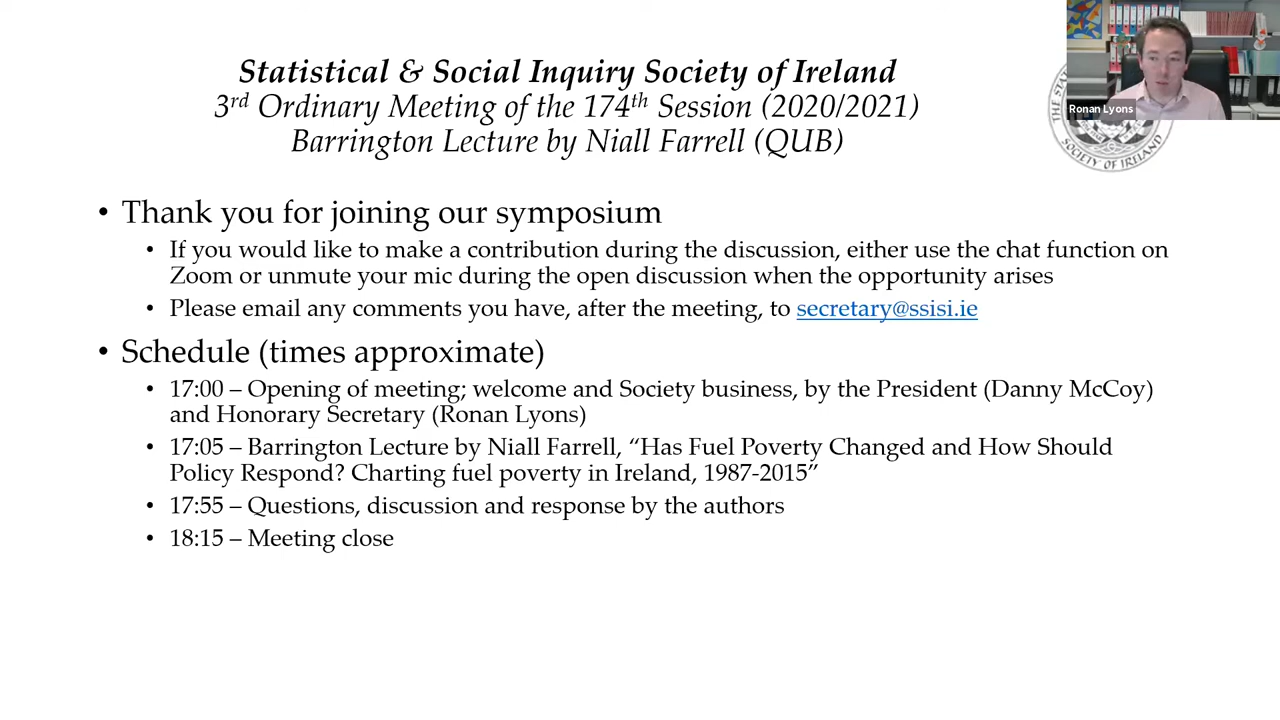 Statistical & Social Inquiry Society of Ireland
3rd Ordinary Meeting of the 174th Session (2020/2021)
Barrington Lecture by Niall Farrell (QUB)
Ronan Lyons
THE STA
SOCIETY OF IRELAND
• Thank you for joining our symposium
• If you would like to make a contribution during the discussion, either use the chat function on
Zoom or unmute your mic during the open discussion when the opportunity arises
• Please email any comments you have, after the meeting, to secretary@ssisi.ie
• Schedule (times approximate)
• 17:00 – Opening of meeting; welcome and Society business, by the President (Danny McCoy)
and Honorary Secretary (Ronan Lyons)
• 17:05 – Barrington Lecture by Niall Farrell, “Has Fuel Poverty Changed and How Should
Policy Respond? Charting fuel poverty in Ireland, 1987-2015”
• 17:55 – Questions, discussion and response by the authors
• 18:15 – Meeting close